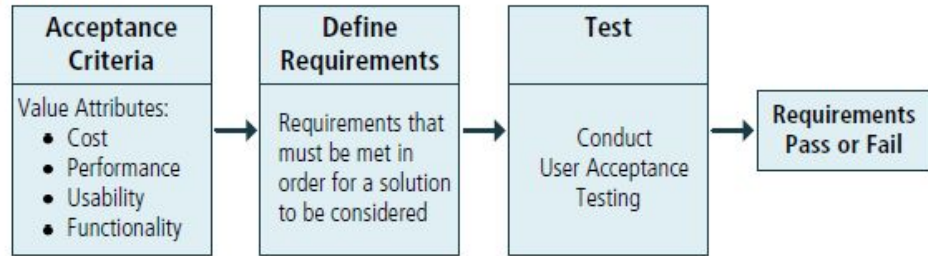 Acceptance
Criteria
Value Attributes:
• Cost
• Performance
• Usability
• Functionality
Define
Requirements
Requirements that
must be met in
order for a solution
to be considered
Test
Conduct
User Acceptance
Testing
Requirements
Pass or Fail